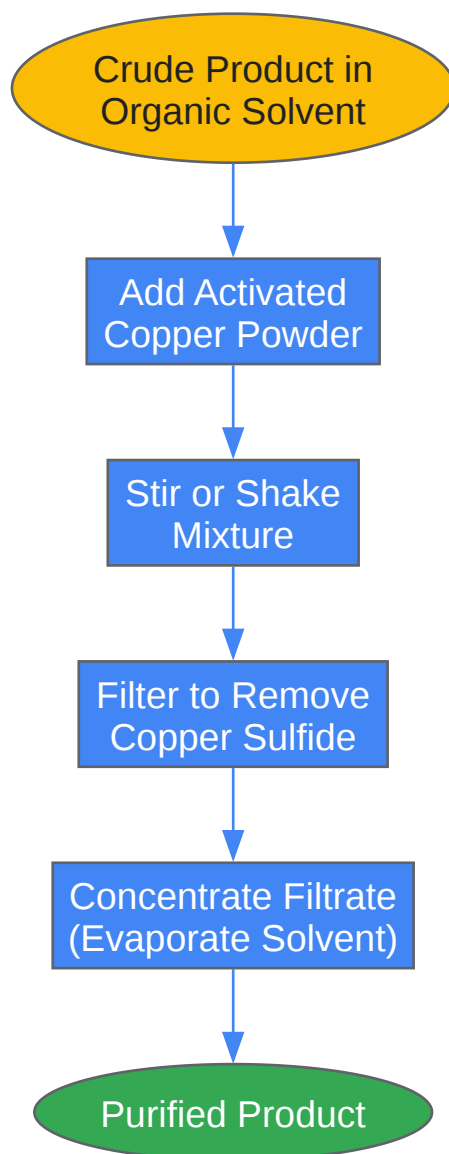 Crude Product in
Organic Solvent
Add Activated
Copper Powder
Stir or Shake
Mixture
Filter to Remove
Copper Sulfide
Concentrate Filtrate
(Evaporate Solvent)
Purified Product